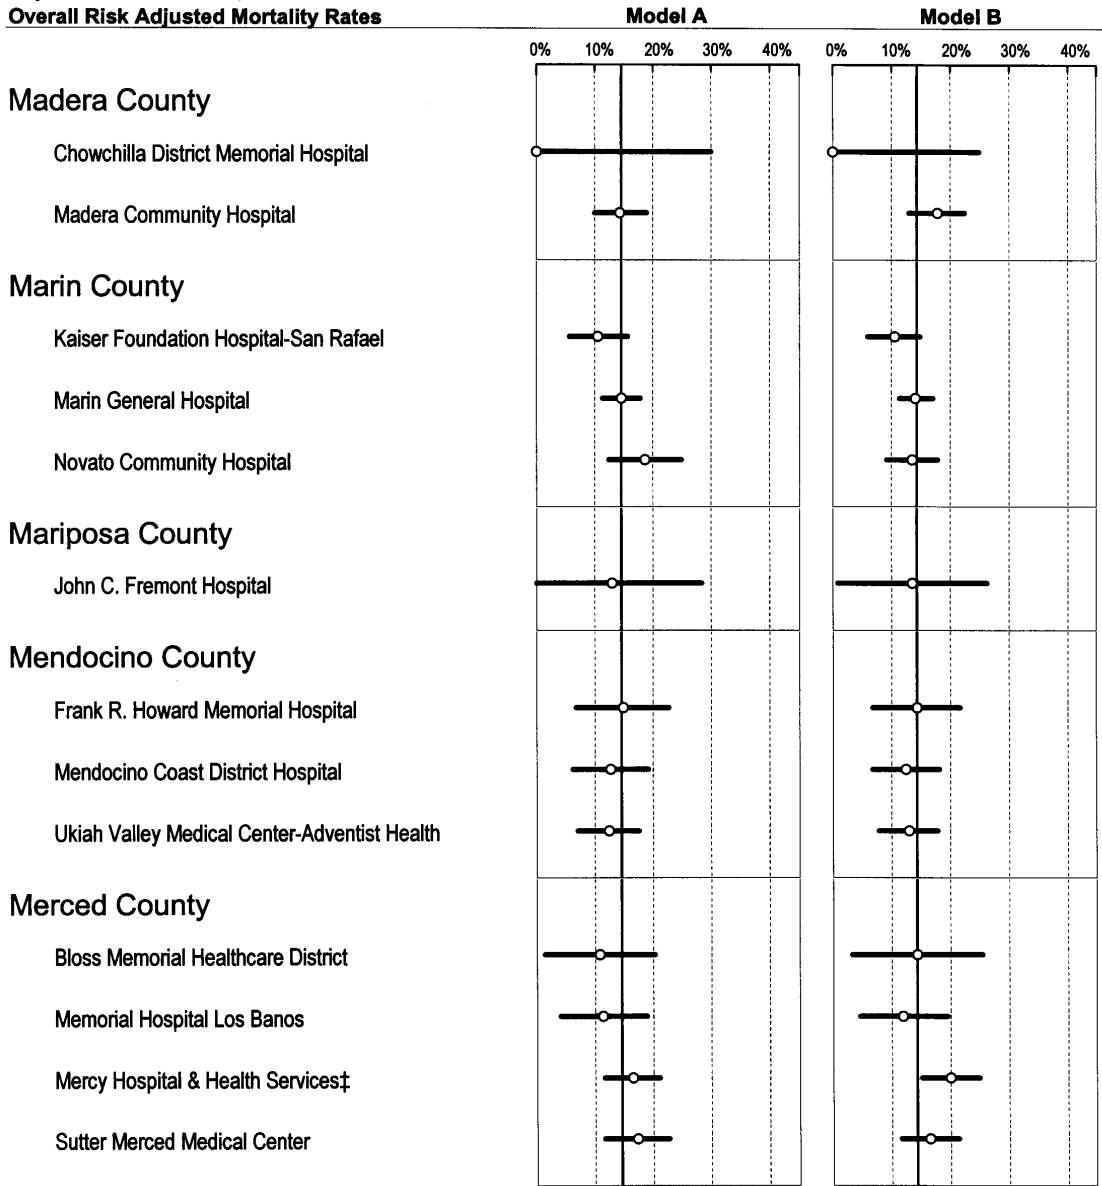 Overall Risk Adjusted Mortality Rates Model A Model B
0% 10% 20% 30% 40% 0% 10% 20% 30% 40%
Madera County
Chowchilla District Memorial Hospital
Madera Community Hospital
Marin County
Kaiser Foundation Hospital-San Rafael
Marin General Hospital
Novato Community Hospital
Mariposa County
John C. Fremont Hospital
Mendocino County
Frank R. Howard Memorial Hospital
Mendocino Coast District Hospital
Ukiah Valley Medical Center-Adventist Health
Merced County
Bloss Memorial Healthcare District
Memorial Hospital Los Banos
Mercy Hospital & Health Services‡
Sutter Merced Medical Center